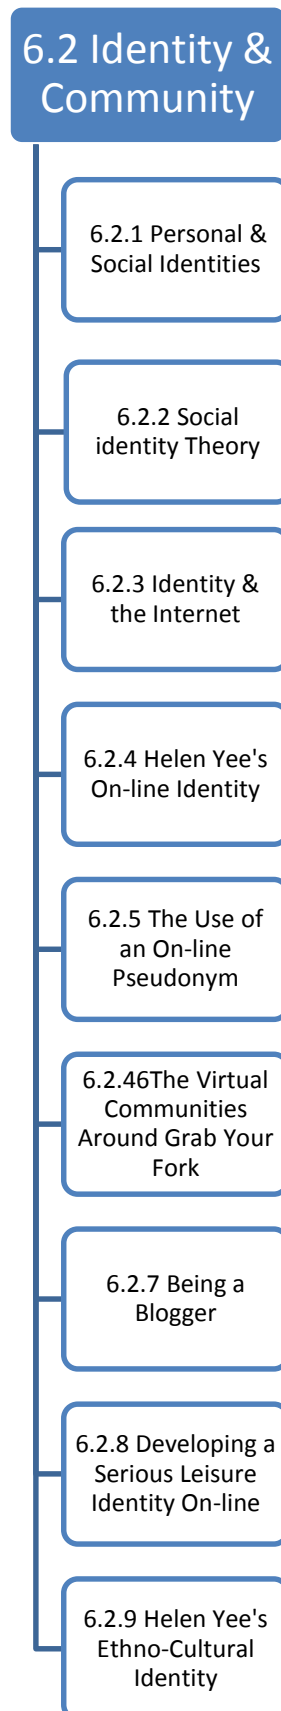 6.2 Identity &
Community
6.2.1 Personal &
Social Identities
6.2.2 Social
identity Theory
6.2.3 Identity &
the Internet
6.2.4 Helen Yee's
On-line Identity
6.2.5 The Use of
an On-line
Pseudonym
6.2.46The Virtual
Communities
Around Grab Your
Fork
6.2.7 Being a
Blogger
6.2.8 Developing a
Serious Leisure
Identity On-line
6.2.9 Helen Yee's
Ethno-Cultural
Identity